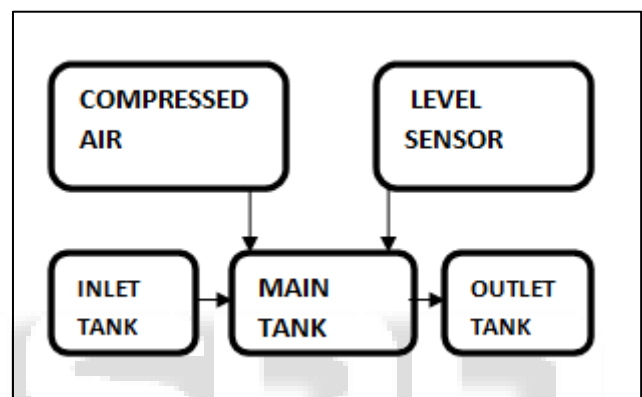 COMPRESSED
AIR
LEVEL
SENSOR
INLET
TANK
MAIN
TANK
OUTLET
TANK